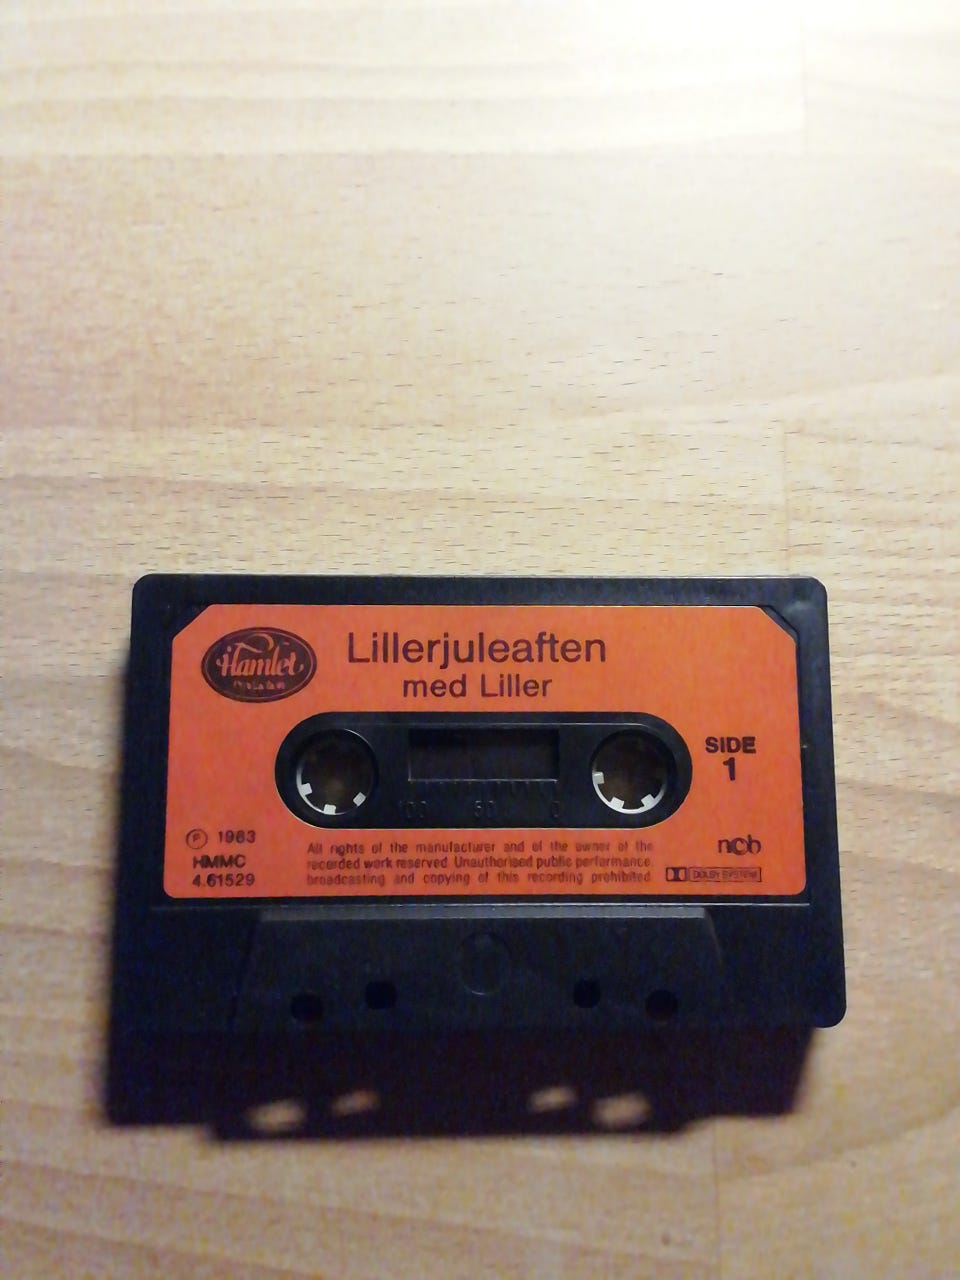 Hamlet
Lillerjuleaften
med Liller
SIDE
1
100 50 0
Ⓟ 1983
HMMC
4.61529
All rights of the manufacturer and of the owner of the
recorded work reserved. Unauthorised public performance,
broadcasting and copying of this recording prohibited
ncb
DOLBY SYSTEM